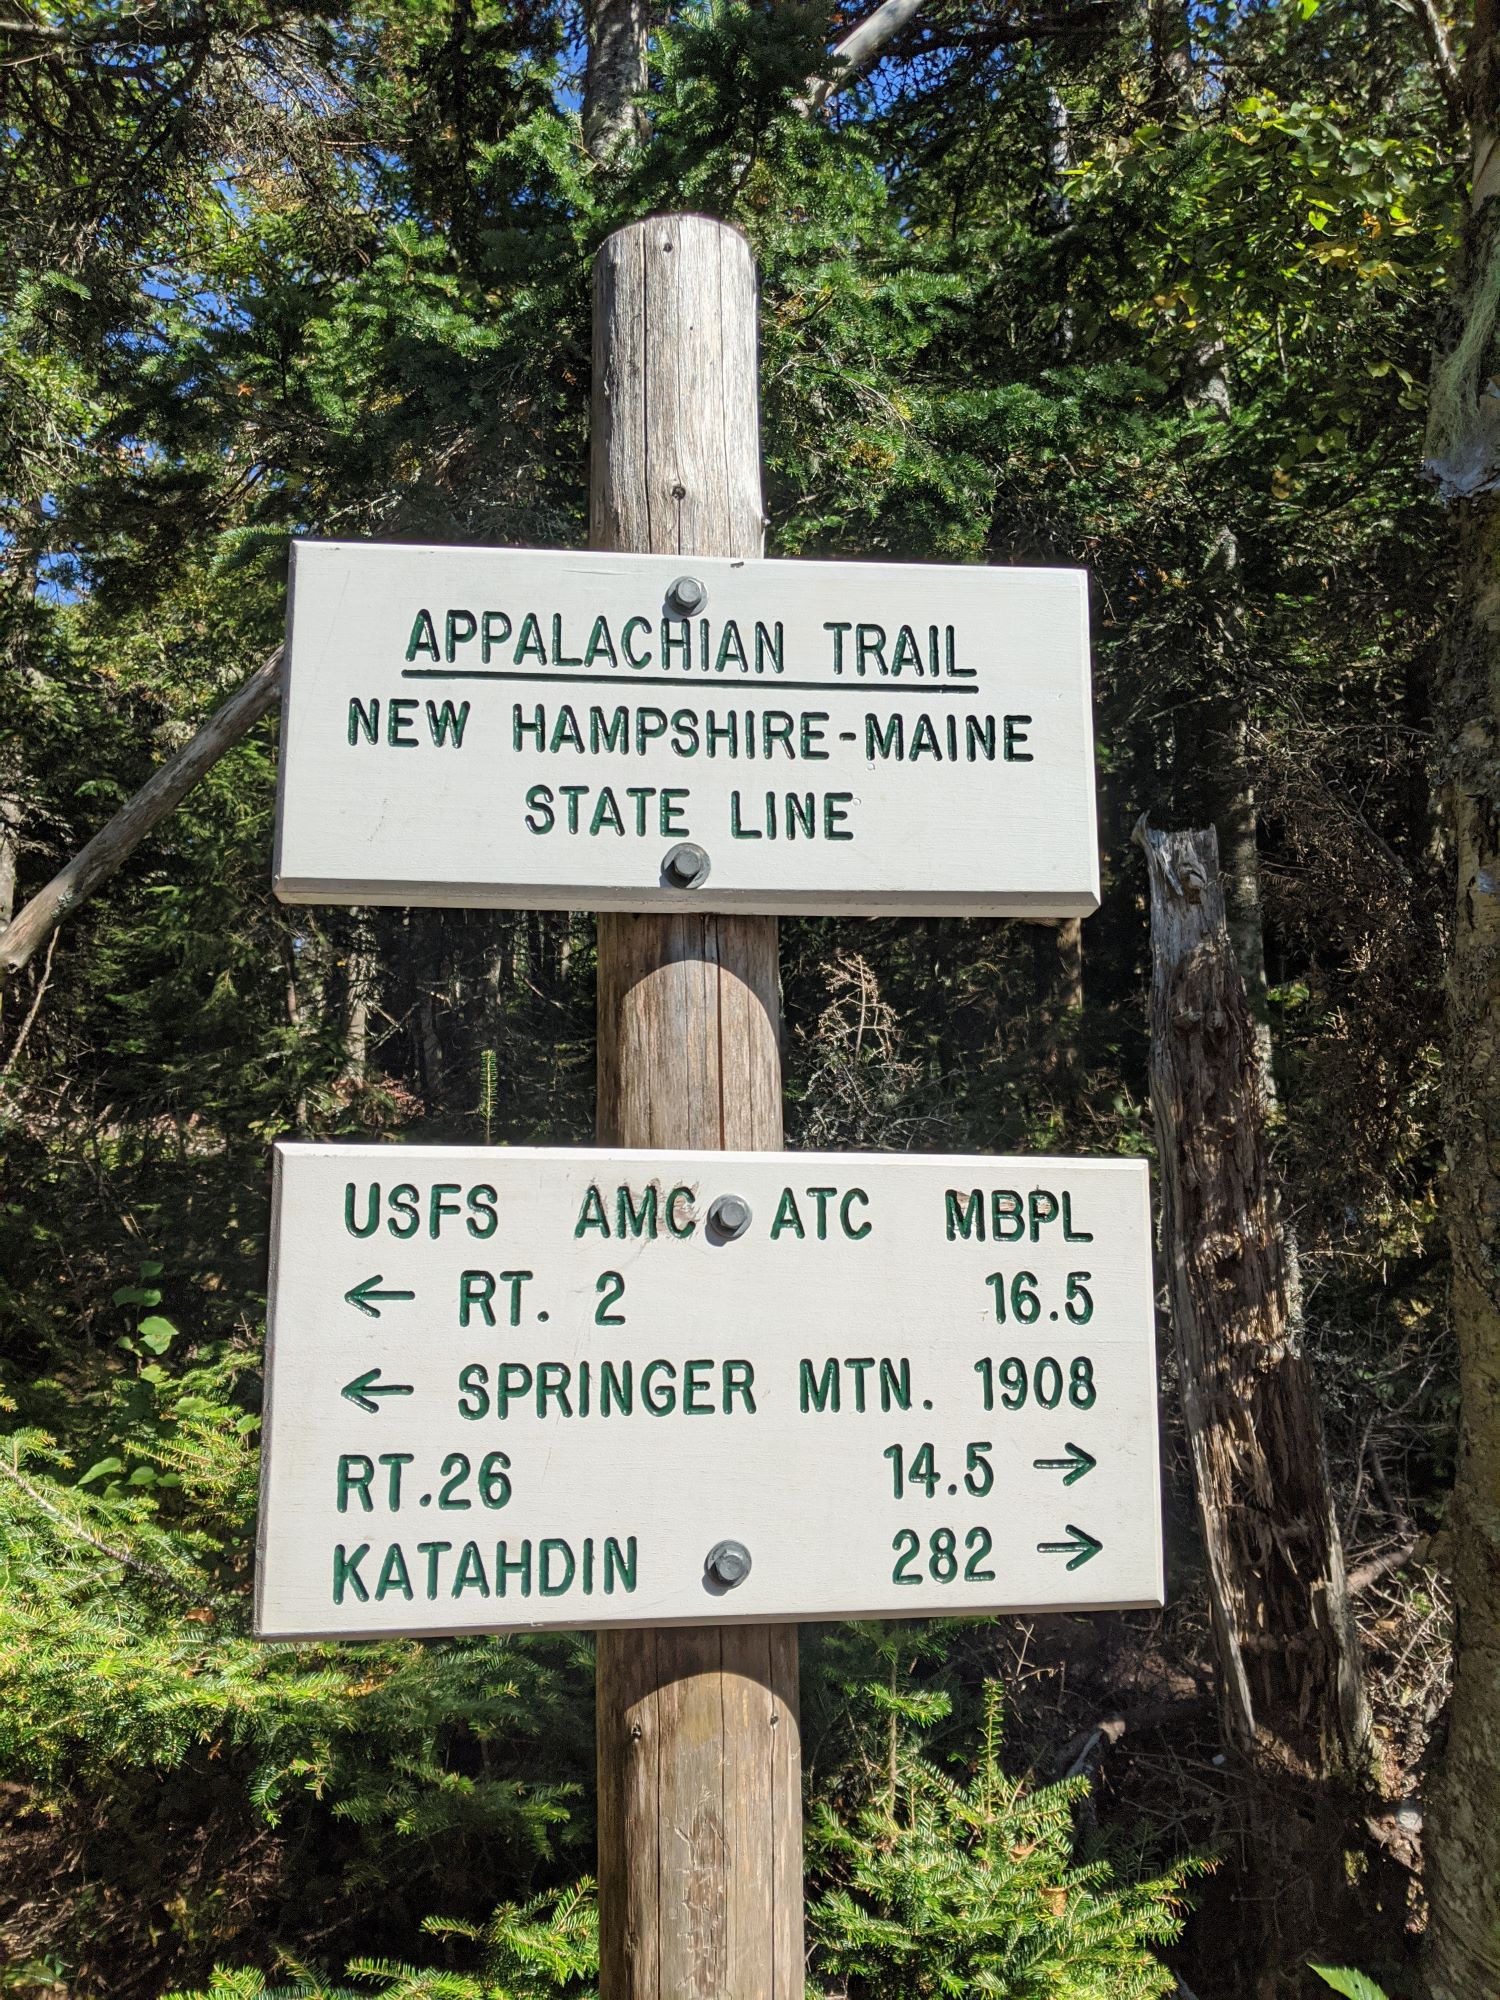 APPALACHIAN TRAIL
NEW HAMPSHIRE-MAINE
STATE LINE
USFS AMC ATC MBPL
← RT. 2 16.5
← SPRINGER MTN. 1908
RT.26 14.5 →
KATAHDIN 282 →